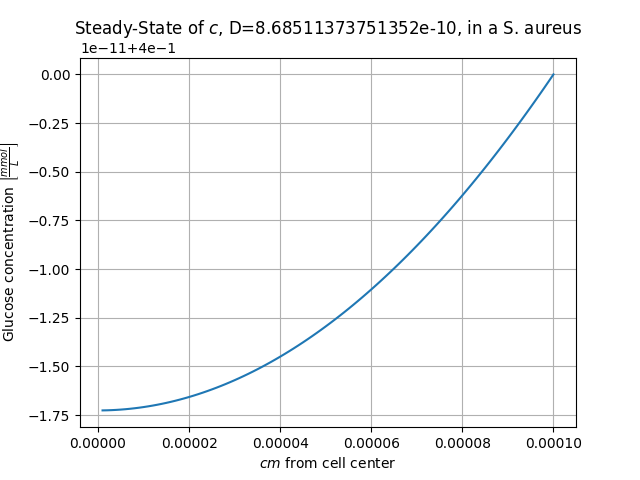 Steady-State of c, D=8.68511373751352e-10, in a S. aureus
1e−11+4e−1
0.00
−0.25
−0.50
−0.75
−1.00
−1.25
−1.50
−1.75
Glucose concentration [mmol/L]
0.00000 0.00002 0.00004 0.00006 0.00008 0.00010
cm from cell center